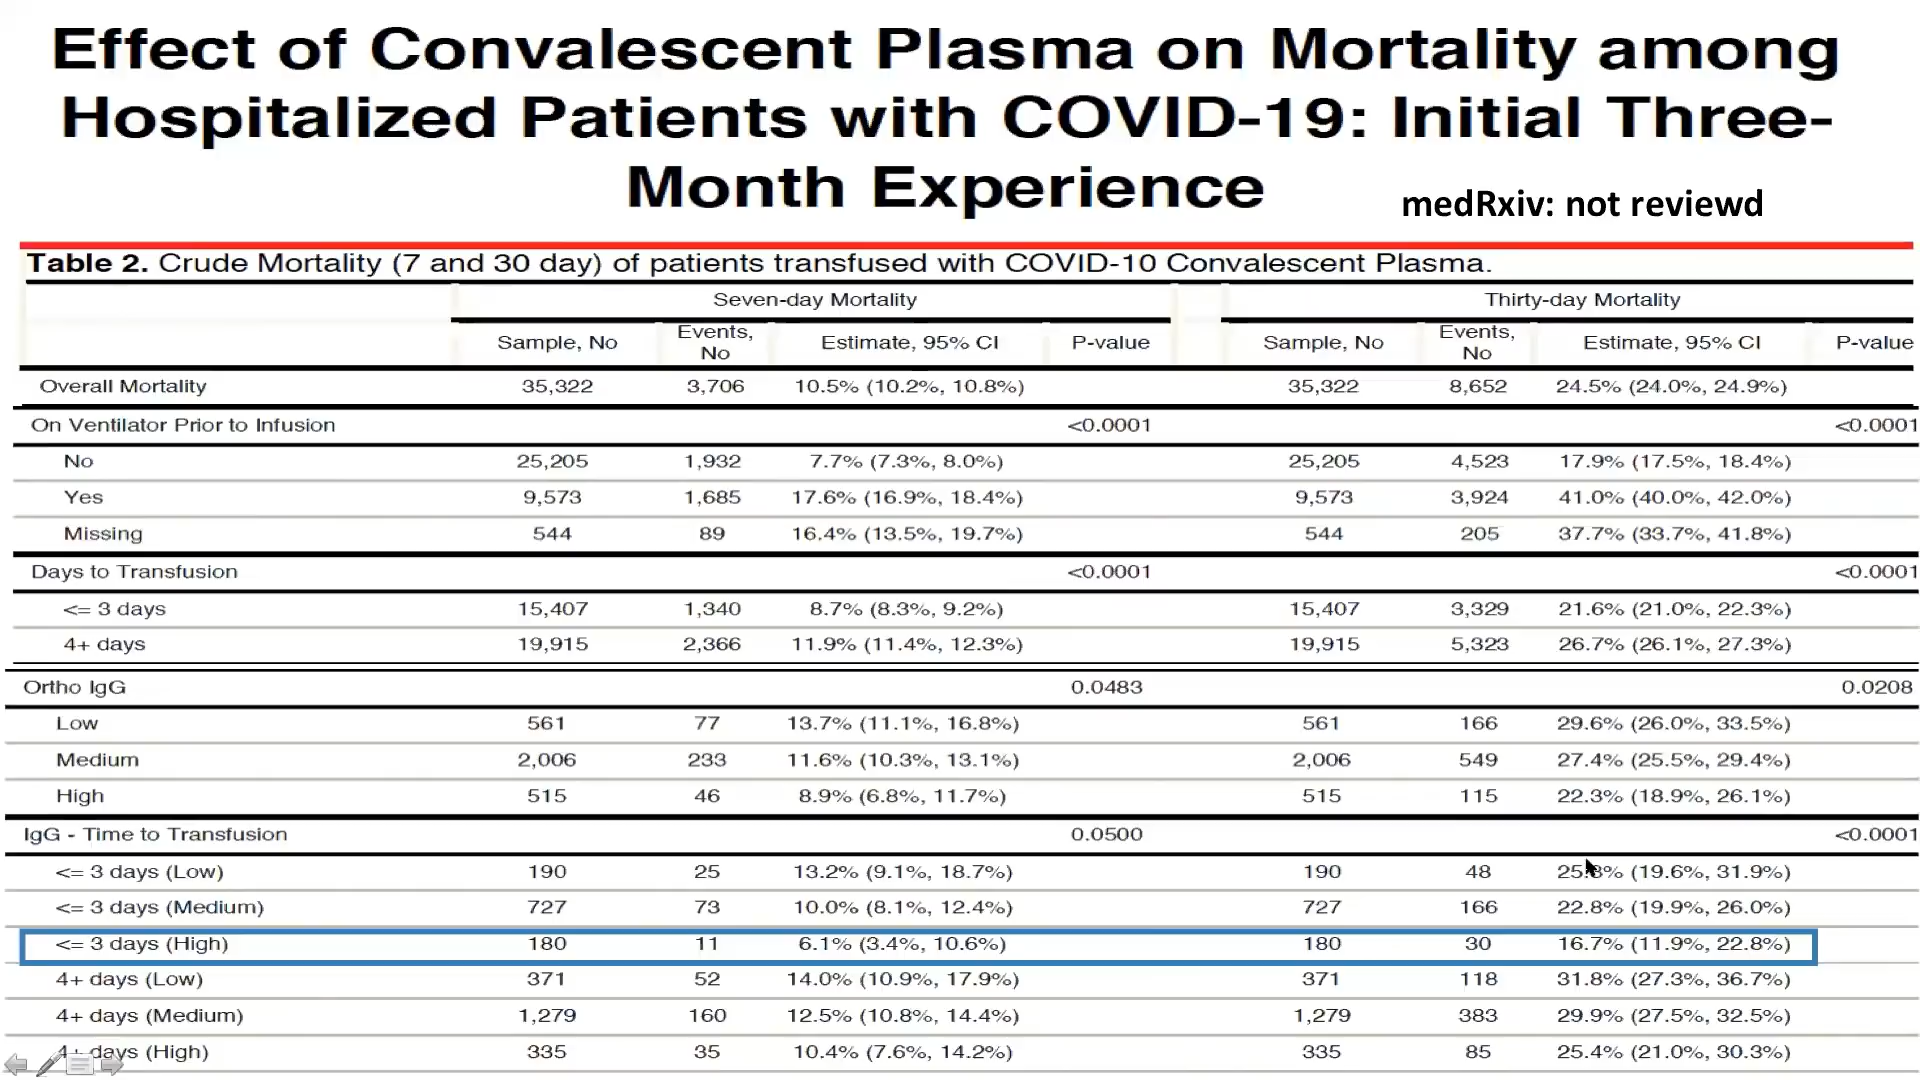 Effect of Convalescent Plasma on Mortality among
Hospitalized Patients with COVID-19: Initial Three-
Month Experience
medRxiv: not reviewd
Table 2. Crude Mortality (7 and 30 day) of patients transfused with COVID-10 Convalescent Plasma.
Seven-day Mortality Thirty-day Mortality
Sample, No Events, No Estimate, 95% CI P-value Sample, No Events, No Estimate, 95% CI P-value
Overall Mortality 35,322 3,706 10.5% (10.2%, 10.8%) 35,322 8,652 24.5% (24.0%, 24.9%)
On Ventilator Prior to Infusion <0.0001 <0.0001
No 25,205 1,932 7.7% (7.3%, 8.0%) 25,205 4,523 17.9% (17.5%, 18.4%)
Yes 9,573 1,685 17.6% (16.9%, 18.4%) 9,573 3,924 41.0% (40.0%, 42.0%)
Missing 544 89 16.4% (13.5%, 19.7%) 544 205 37.7% (33.7%, 41.8%)
Days to Transfusion <0.0001 <0.0001
<= 3 days 15,407 1,340 8.7% (8.3%, 9.2%) 15,407 3,329 21.6% (21.0%, 22.3%)
4+ days 19,915 2,366 11.9% (11.4%, 12.3%) 19,915 5,323 26.7% (26.1%, 27.3%)
Ortho IgG 0.0483 0.0208
Low 561 77 13.7% (11.1%, 16.8%) 561 166 29.6% (26.0%, 33.5%)
Medium 2,006 233 11.6% (10.3%, 13.1%) 2,006 549 27.4% (25.5%, 29.4%)
High 515 46 8.9% (6.8%, 11.7%) 515 115 22.3% (18.9%, 26.1%)
IgG - Time to Transfusion 0.0500 <0.0001
<= 3 days (Low) 190 25 13.2% (9.1%, 18.7%) 190 48 (19.6%, 31.9%)
<= 3 days (Medium) 727 73 10.0% (8.1%, 12.4%) 727 166 22.8% (19.9%, 26.0%)
<= 3 days (High) 180 11 6.1% (3.4%, 10.6%) 180 30 16.7% (11.9%, 22.8%)
4+ days (Low) 371 52 14.0% (10.9%, 17.9%) 371 118 31.8% (27.3%, 36.7%)
4+ days (Medium) 1,279 160 12.5% (10.8%, 14.4%) 1,279 383 29.9% (27.5%, 32.5%)
4+ days (High) 335 35 10.4% (7.6%, 14.2%) 335 85 25.4% (21.0%, 30.3%)